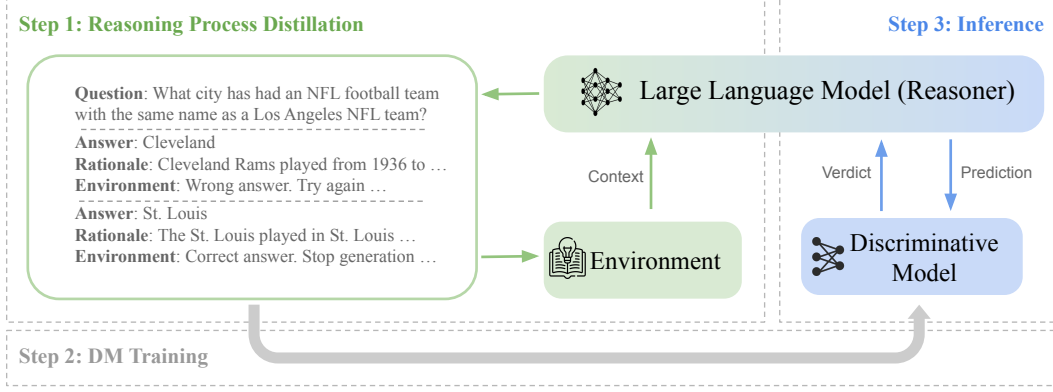 Step 1: Reasoning Process Distillation
Question: What city has had an NFL football team
with the same name as a Los Angeles NFL team?
Answer: Cleveland
Rationale: Cleveland Rams played from 1936 to …
Environment: Wrong answer. Try again …
Answer: St. Louis
Rationale: The St. Louis played in St. Louis …
Environment: Correct answer. Stop generation …
Step 3: Inference
Large Language Model (Reasoner)
Context
Verdict
Prediction
Environment
Discriminative
Model
Step 2: DM Training